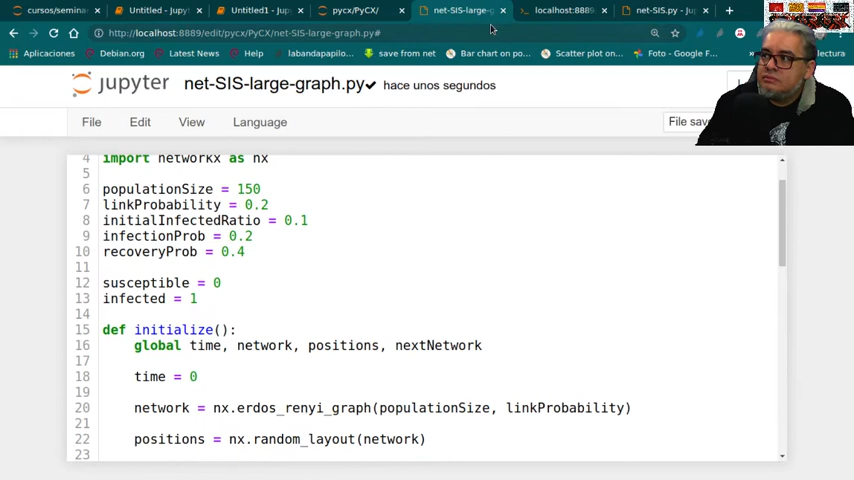 cursos/semina
Untitled - Jupyt
Untitled1 - Jup
pycx/PyCX/
net-SIS-large-g
localhost:8889
net-SIS.py - Ju
http://localhost:8889/edit/pycx/PyCX/net-SIS-large-graph.py#
Aplicaciones
Debian.org
Latest News
Help
labandapapilo...
save from net
Bar chart on po...
Scatter plot on...
Foto - Google F...
lectura
jupyter
net-SIS-large-graph.py
hace unos segundos
File
Edit
View
Language
File save
4 import networkx as nx
5
6 populationSize = 150
7 linkProbability = 0.2
8 initialInfectedRatio = 0.1
9 infectionProb = 0.2
10 recoveryProb = 0.4
11
12 susceptible = 0
13 infected = 1
14
15 def initialize():
16 global time, network, positions, nextNetwork
17
18 time = 0
19
20 network = nx.erdos_renyi_graph(populationSize, linkProbability)
21
22 positions = nx.random_layout(network)
23